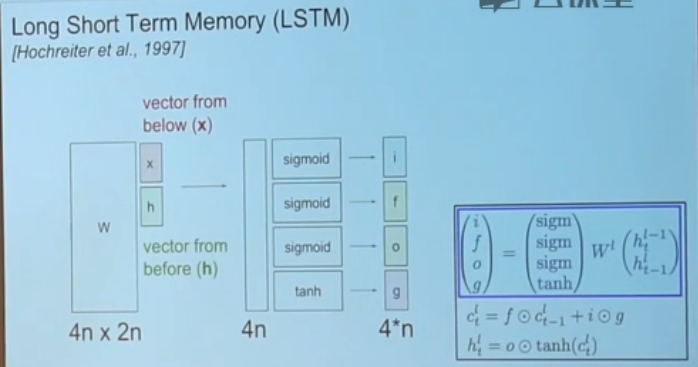 Long Short Term Memory (LSTM)
[Hochreiter et al., 1997]
vector from
below (x)
x
h
W
vector from
before (h)
4n x 2n
4n
sigmoid
sigmoid
sigmoid
tanh
i
f
o
g
4*n
(i f o g) = (sigm sigm sigm tanh) W^l (h_t^{l-1} h_{t-1}^l)
c_t^l = f ⊙ c_{t-1}^l + i ⊙ g
h_t^l = o ⊙ tanh(c_t^l)